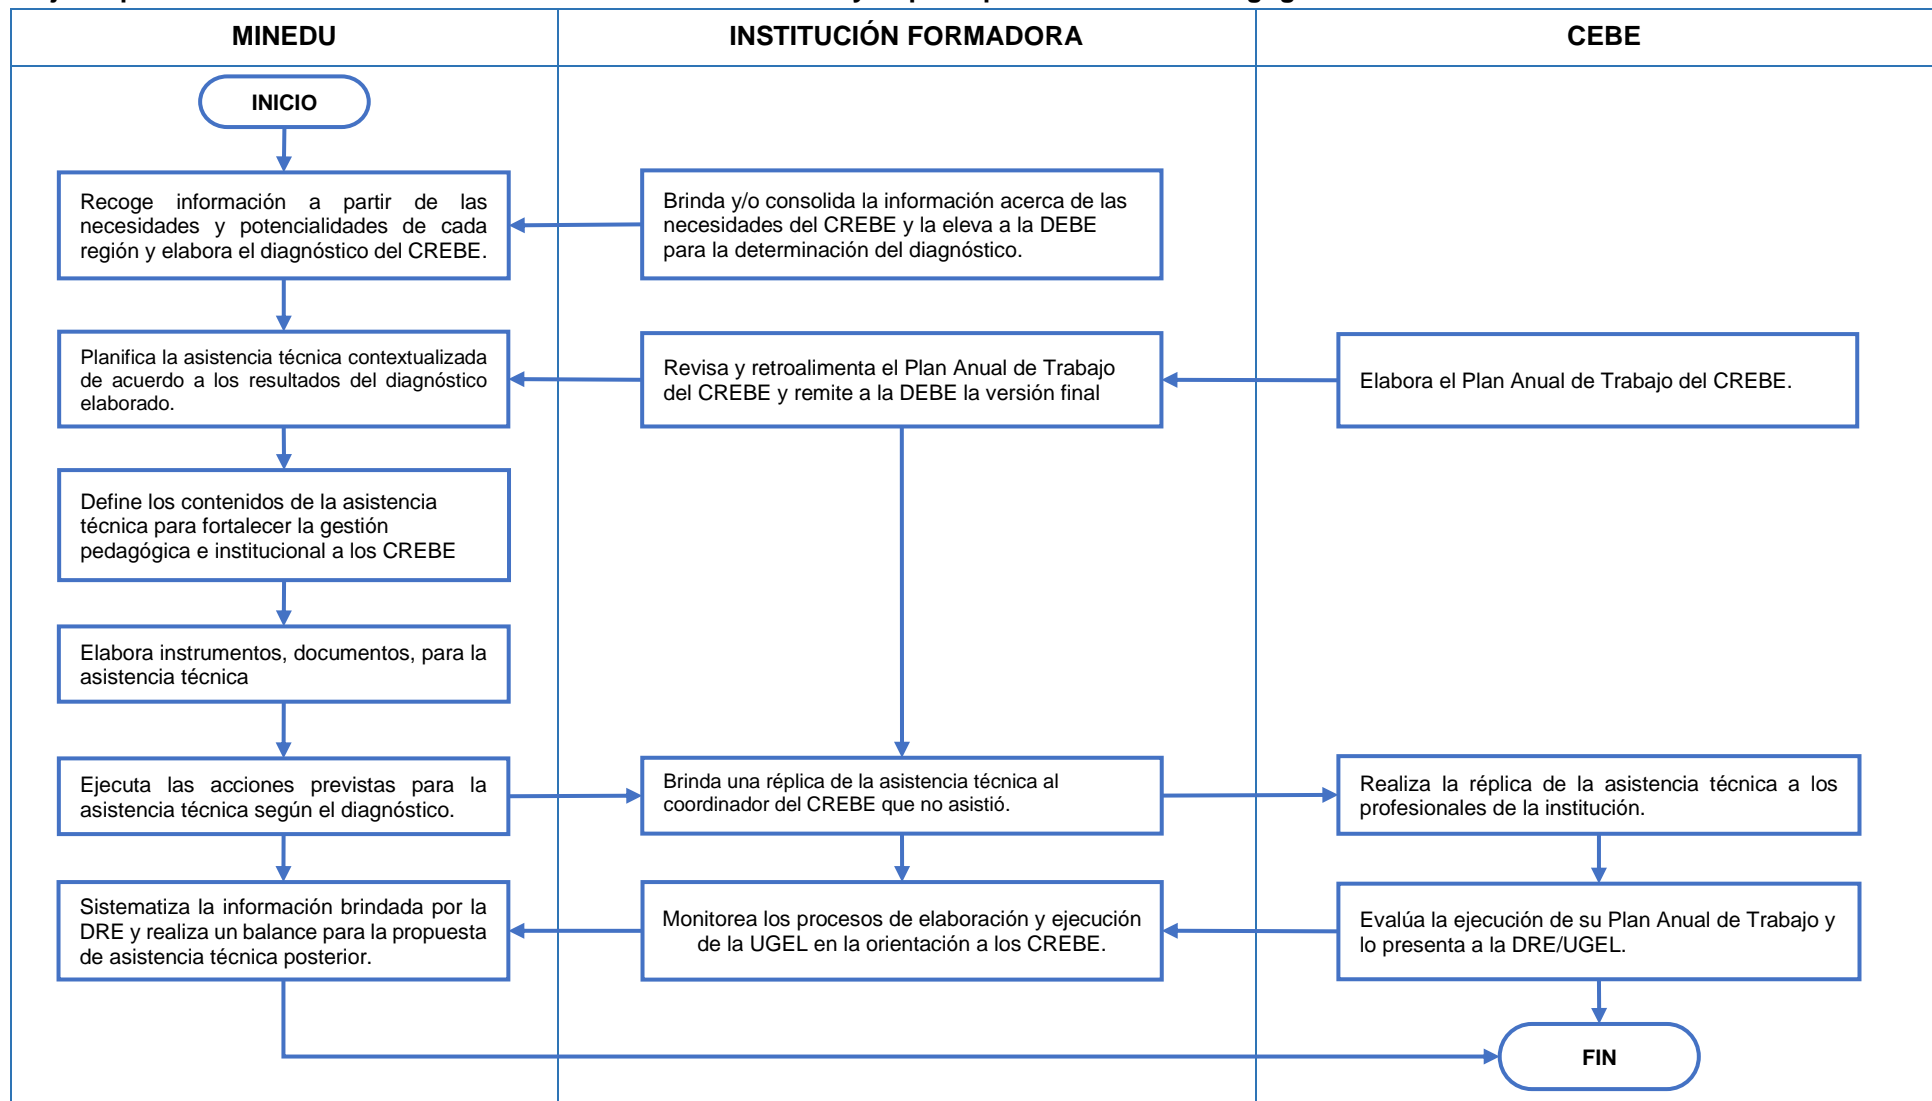 MINEDU
INSTITUCIÓN FORMADORA
CEBE
INICIO
Recoge información a partir de las
necesidades y potencialidades de cada
región y elabora el diagnóstico del CREBE.
Brinda y/o consolida la información acerca de las
necesidades del CREBE y la eleva a la DEBE
para la determinación del diagnóstico.
Planifica la asistencia técnica contextualizada
de acuerdo a los resultados del diagnóstico
elaborado.
Revisa y retroalimenta el Plan Anual de Trabajo
del CREBE y remite a la DEBE la versión final
Elabora el Plan Anual de Trabajo del CREBE.
Define los contenidos de la asistencia
técnica para fortalecer la gestión
pedagógica e institucional a los CREBE
Elabora instrumentos, documentos, para la
asistencia técnica
Ejecuta las acciones previstas para la
asistencia técnica según el diagnóstico.
Brinda una réplica de la asistencia técnica al
coordinador del CREBE que no asistió.
Realiza la réplica de la asistencia técnica a los
profesionales de la institución.
Sistematiza la información brindada por la
DRE y realiza un balance para la propuesta
de asistencia técnica posterior.
Monitorea los procesos de elaboración y ejecución
de la UGEL en la orientación a los CREBE.
Evalúa la ejecución de su Plan Anual de Trabajo y
lo presenta a la DRE/UGEL.
FIN